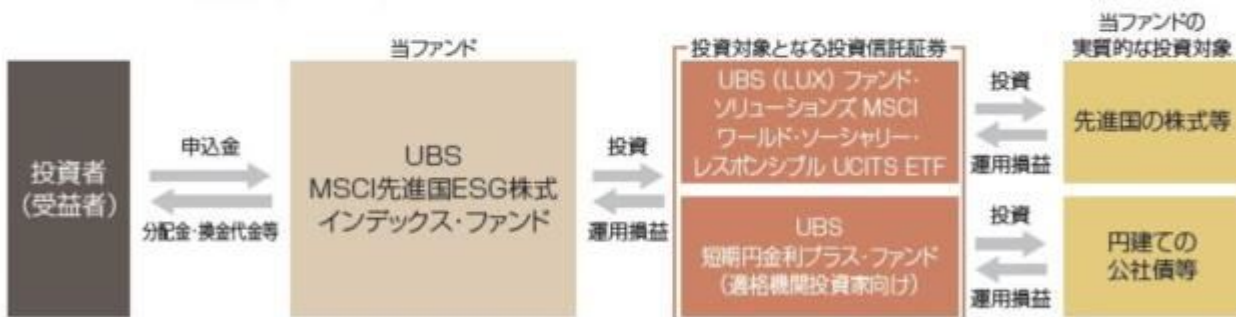 当ファンド
投資対象となる投資信託証券
当ファンドの
実質的な投資対象
投資者
(受益者)
申込金
分配金・換金代金等
UBS
MSCI先進国ESG株式
インデックス・ファンド
投資
運用損益
UBS (LUX) ファンド・
ソリューションズ MSCI
ワールド・ソーシャリー・
レスポンシブル UCITS ETF
投資
運用損益
先進国の株式等
UBS
短期円金利プラス・ファンド
(適格機関投資家向け)
投資
運用損益
円建ての
公社債等